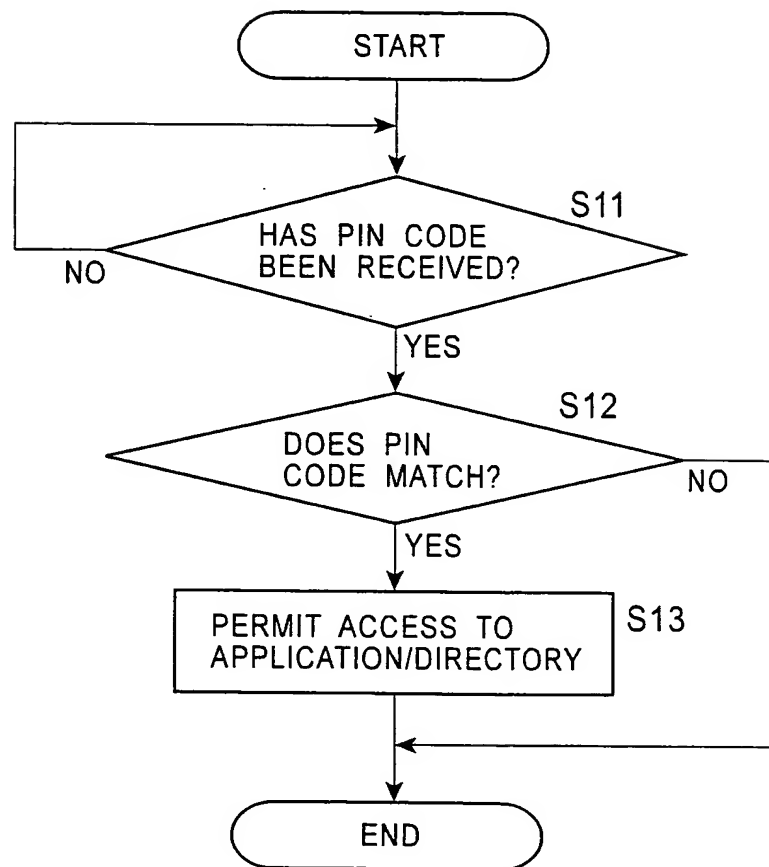 START
S11
HAS PIN CODE
BEEN RECEIVED?
NO
YES
S12
DOES PIN
CODE MATCH?
NO
YES
S13
PERMIT ACCESS TO
APPLICATION/DIRECTORY
END